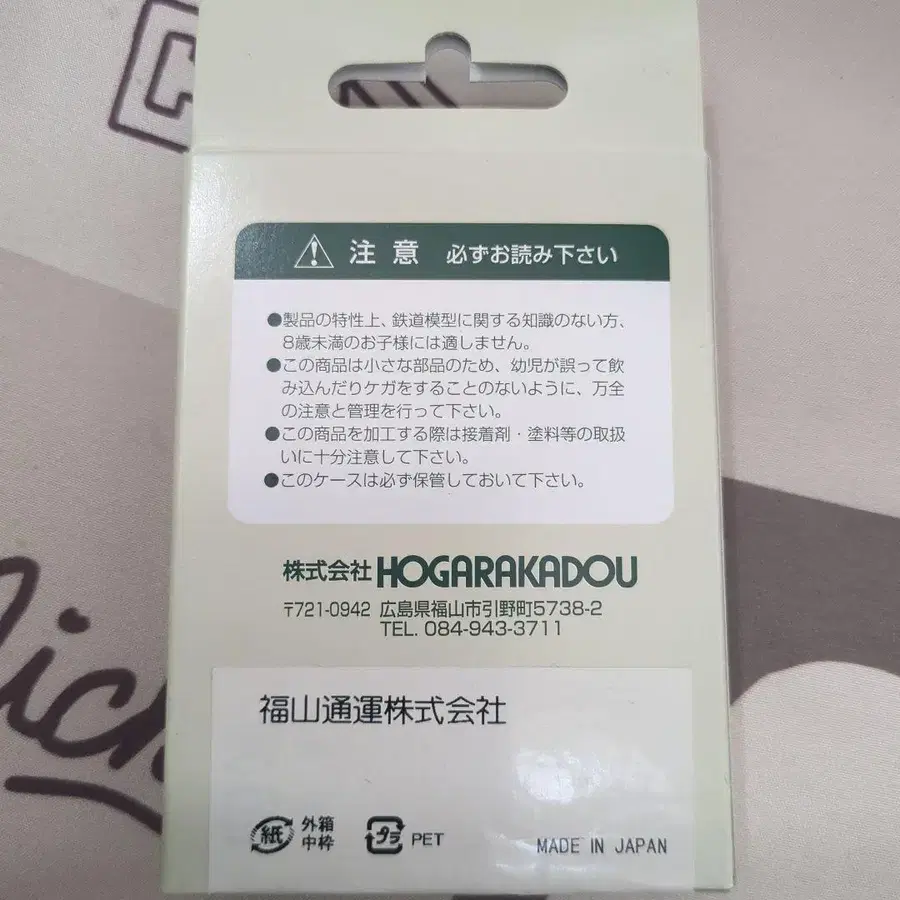 注意 必ずお読み下さい
●製品の特性上、鉄道模型に関する知識のない方、
8歳未満のお子様には適しません。
●この商品は小さな部品のため、幼児が誤って飲
み込んだりケガをすることのないように、万全
の注意と管理を行って下さい。
●この商品を加工する際は接着剤・塗料等の取扱
いに十分注意して下さい。
●このケースは必ず保管しておいて下さい。
株式会社HOGARAKADOU
〒721-0942 広島県福山市引野町5738-2
TEL. 084-943-3711
福山通運株式会社
紙 外箱
中枠
プラ PET
MADE IN JAPAN